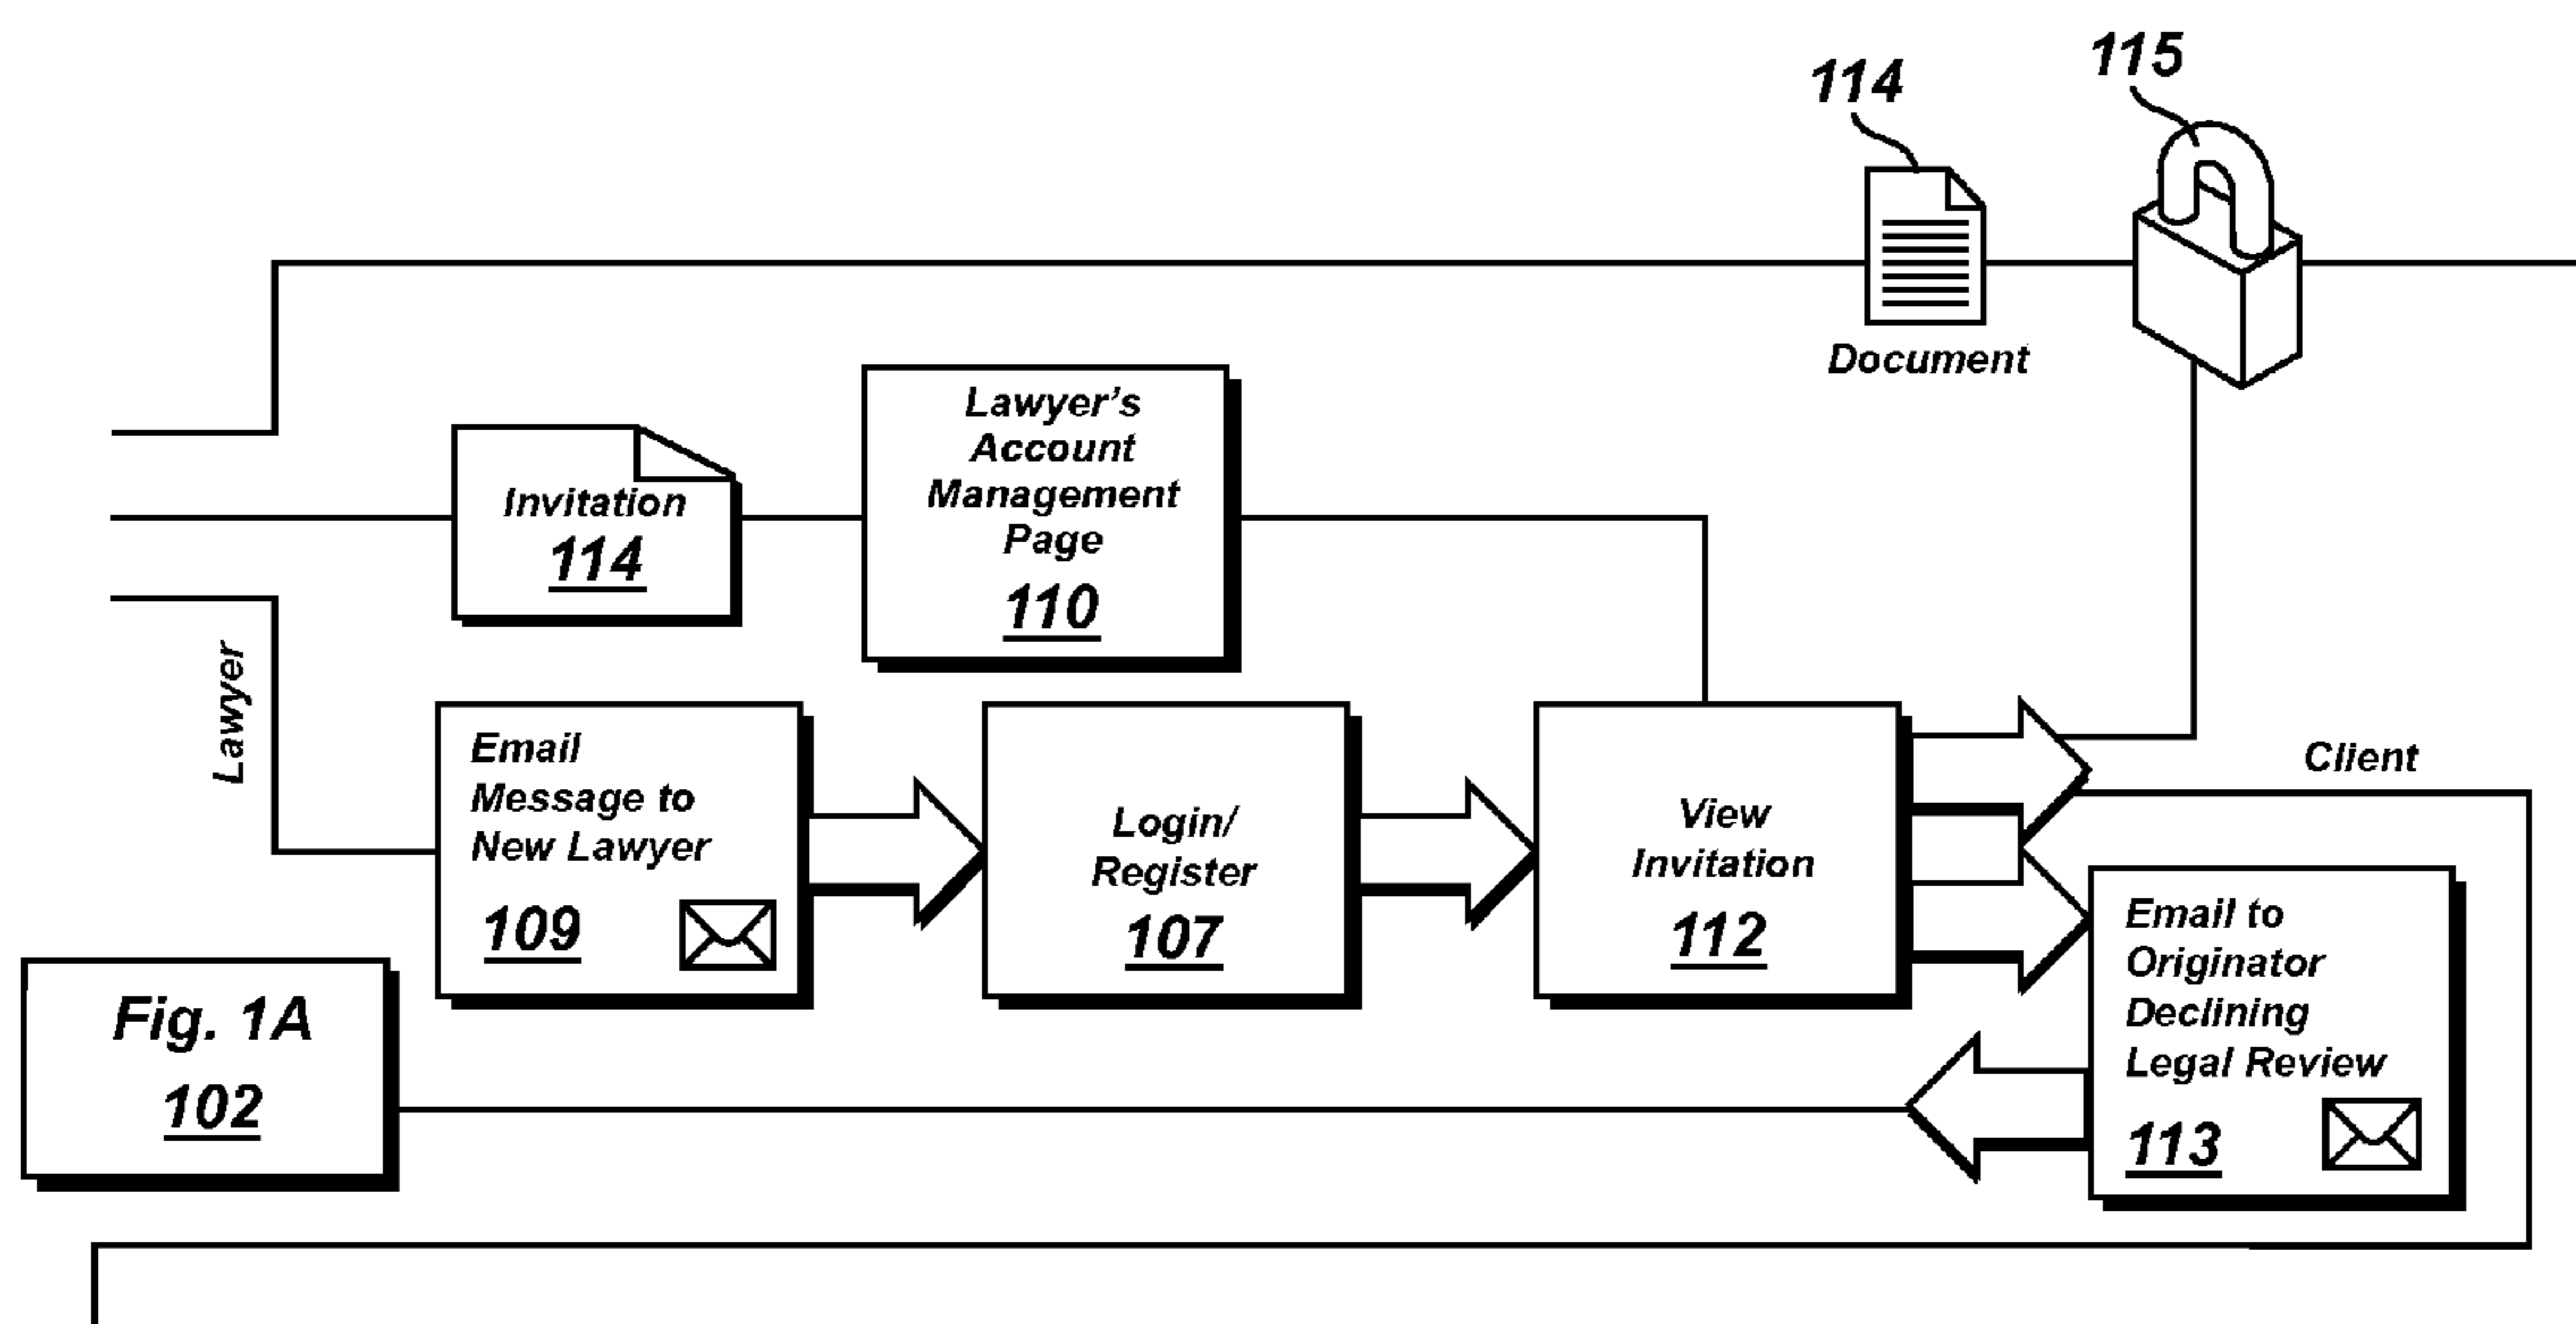 115
114
Document
Lawyer's
Account
Management
Page
110
Invitation
114
Lawyer
Email
Message to
New Lawyer
109
Login/
Register
107
View
Invitation
112
Client
Email to
Originator
Declining
Legal Review
113
Fig. 1A
102